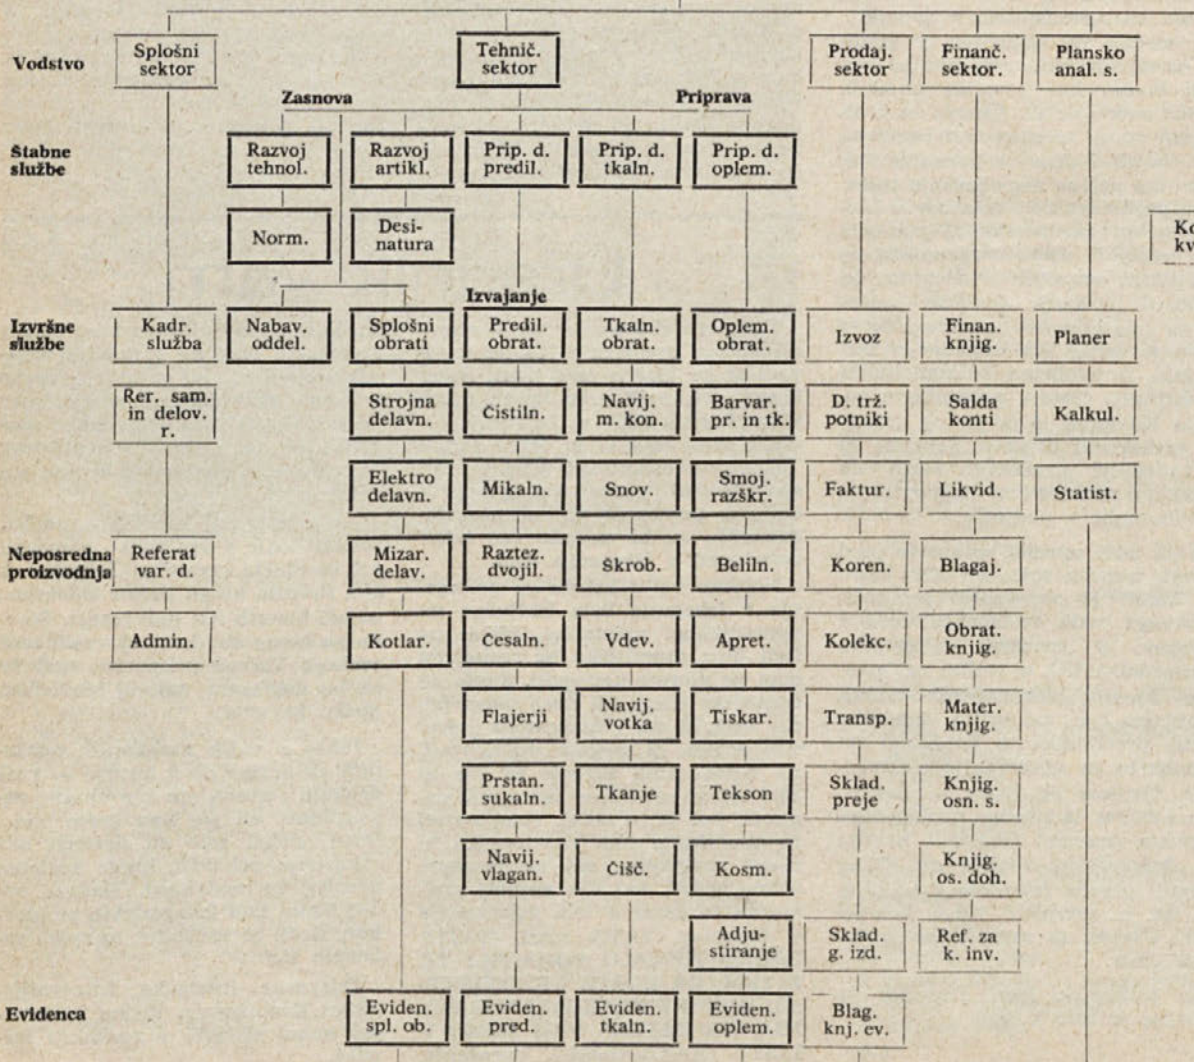 Vodstvo
Splošni
sektor
Tehnič.
sektor
Prodaj.
sektor
Finanč.
sektor.
Plansko
anal. s.
Zasnova
Priprava
Štabne
službe
Razvoj
tehnol.
Razvoj
artikl.
Prip. d.
predil.
Prip. d.
tkaln.
Prip. d.
oplem.
Norm.
Desi-
natura
Izvajanje
Izvršne
službe
Kadr.
služba
Nabav.
oddel.
Splošni
obrati
Predil.
obrat.
Tkaln.
obrat.
Oplem.
obrat.
Izvoz
Finan.
knjig.
Planer
Rer. sam.
in delov.
r.
Strojna
delavn.
Čistiln.
Navij.
m. kon.
Barvar.
pr. in tk.
D. trž.
potniki
Salda
konti
Kalkul.
Elektro
delavn.
Mikaln.
Snov.
Smoj.
razškr.
Faktur.
Likvid.
Statist.
Neposredna
proizvodnja
Referat
var. d.
Mizar.
delav.
Raztez.
dvojil.
Škrob.
Beliln.
Koren.
Blagaj.
Admin.
Kotlar.
Česaln.
Vdev.
Apret.
Kolekc.
Obrat.
knjig.
Flajerji
Navij.
votka
Tiskar.
Transp.
Mater.
knjig.
Prstan.
sukaln.
Tkanje
Tekson
Sklad.
preje
Knjig.
osn. s.
Navij.
vlagan.
Čišč.
Kosm.
Knjig.
os. doh.
Adju-
stiranje
Sklad.
g. izd.
Ref. za
k. inv.
Evidenca
Eviden.
spl. ob.
Eviden.
pred.
Eviden.
tkaln.
Eviden.
oplem.
Blag.
knj. ev.